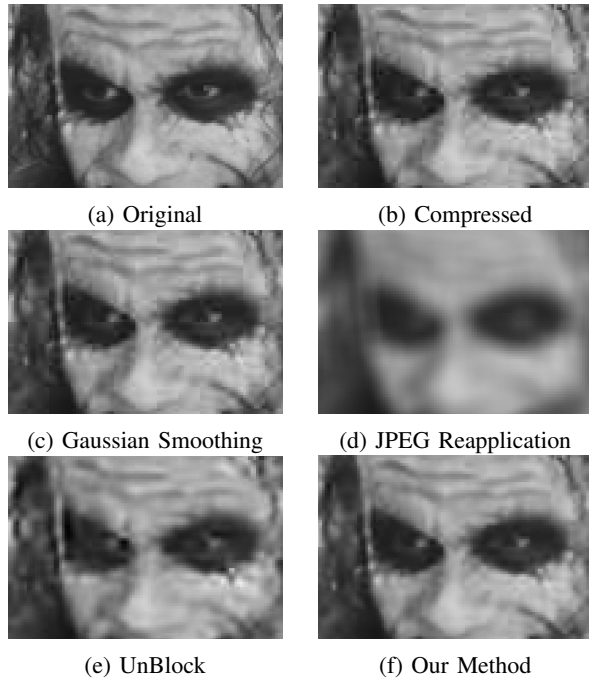 (a) Original
(b) Compressed
(c) Gaussian Smoothing
(d) JPEG Reapplication
(e) UnBlock
(f) Our Method